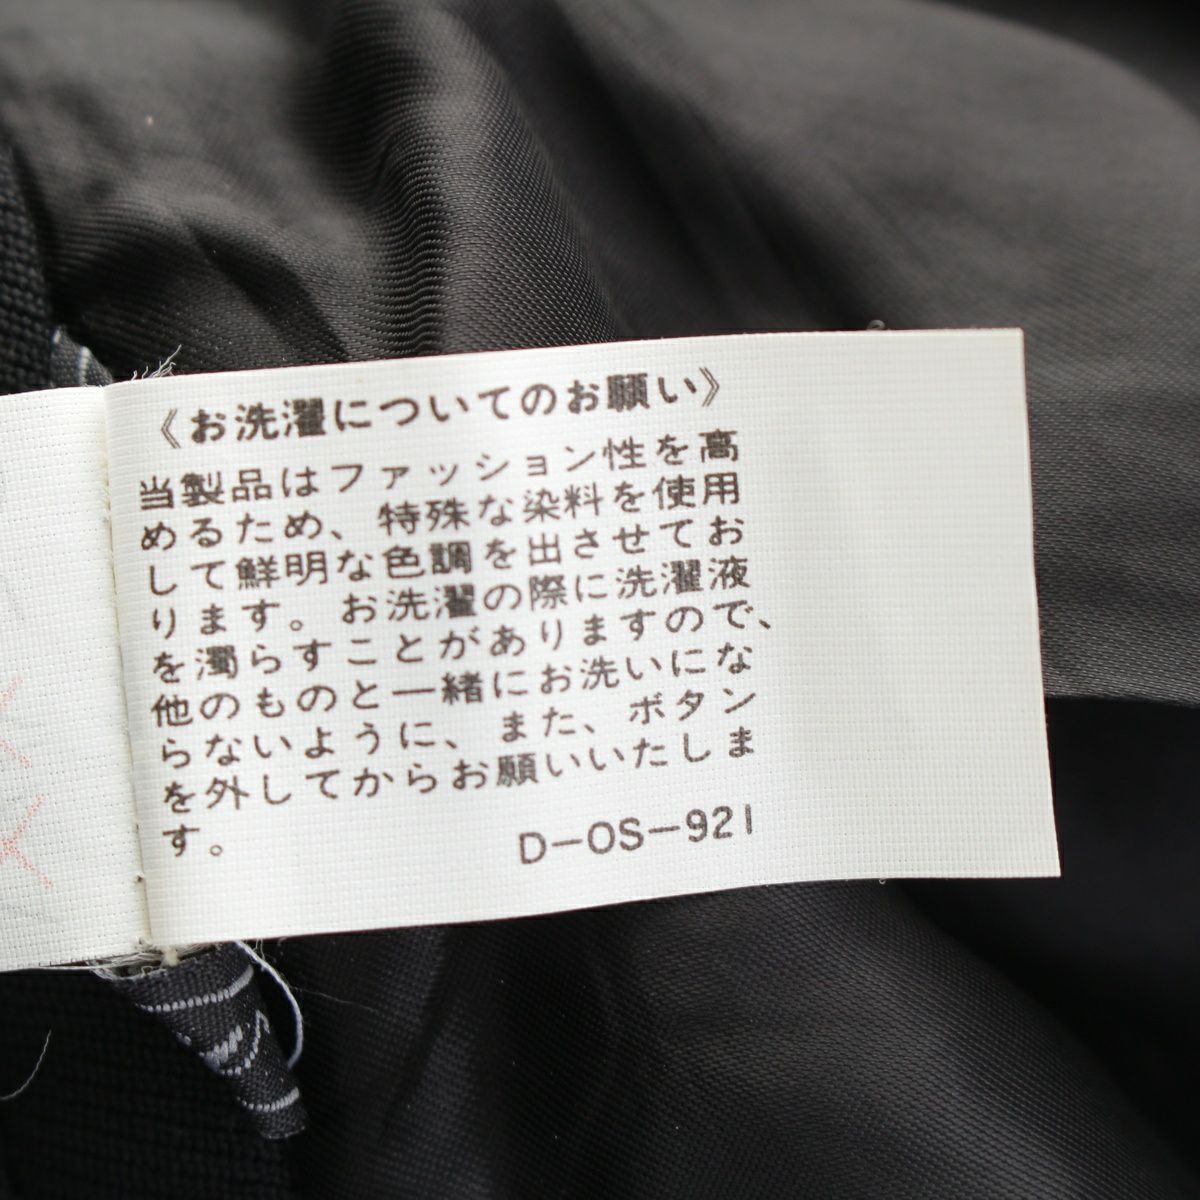 《お洗濯についてのお願い》
当製品はファッション性を高
めるため、特殊な染料を使用
して鮮明な色調を出させてお
ります。お洗濯の際に洗濯液
を濁らすことがありますので、
他のものと一緒にお洗いにな
らないように、また、ボタン
を外してからお願いいたしま
す。
D-OS-921